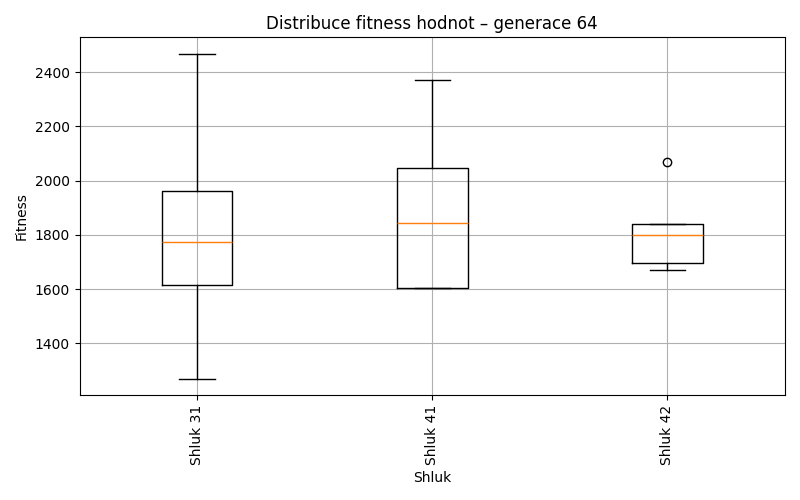 Distribuce fitness hodnot – generace 64
Fitness
2400
2200
2000
1800
1600
1400
Shluk 31
Shluk 41
Shluk 42
Shluk